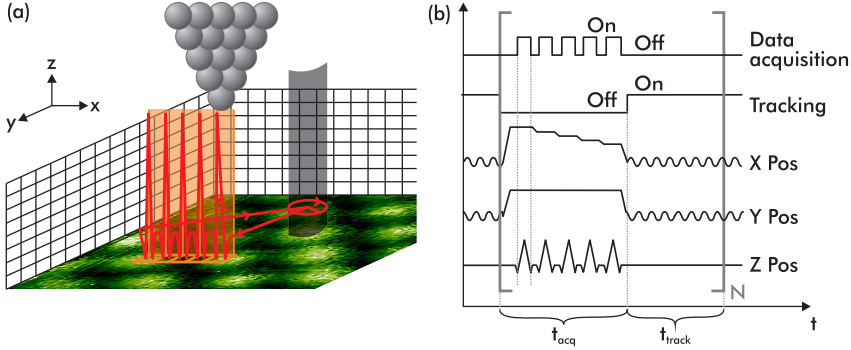 (a)
z
x
y
(b)
On
Off
Data
acquisition
On
Off
Tracking
X Pos
Y Pos
Z Pos
N
t
tacq
ttrack